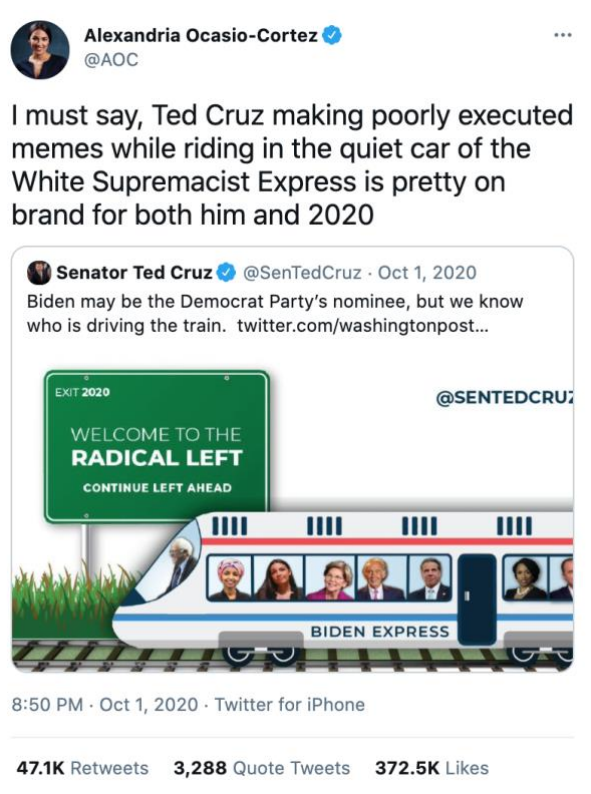 Alexandria Ocasio-Cortez
@AOC
I must say, Ted Cruz making poorly executed
memes while riding in the quiet car of the
White Supremacist Express is pretty on
brand for both him and 2020
Senator Ted Cruz @SenTedCruz · Oct 1, 2020
Biden may be the Democrat Party's nominee, but we know
who is driving the train. twitter.com/washingtonpost...
EXIT 2020
@SENTEDCRUZ
WELCOME TO THE
RADICAL LEFT
CONTINUE LEFT AHEAD
BIDEN EXPRESS
8:50 PM · Oct 1, 2020 · Twitter for iPhone
47.1K Retweets 3,288 Quote Tweets 372.5K Likes